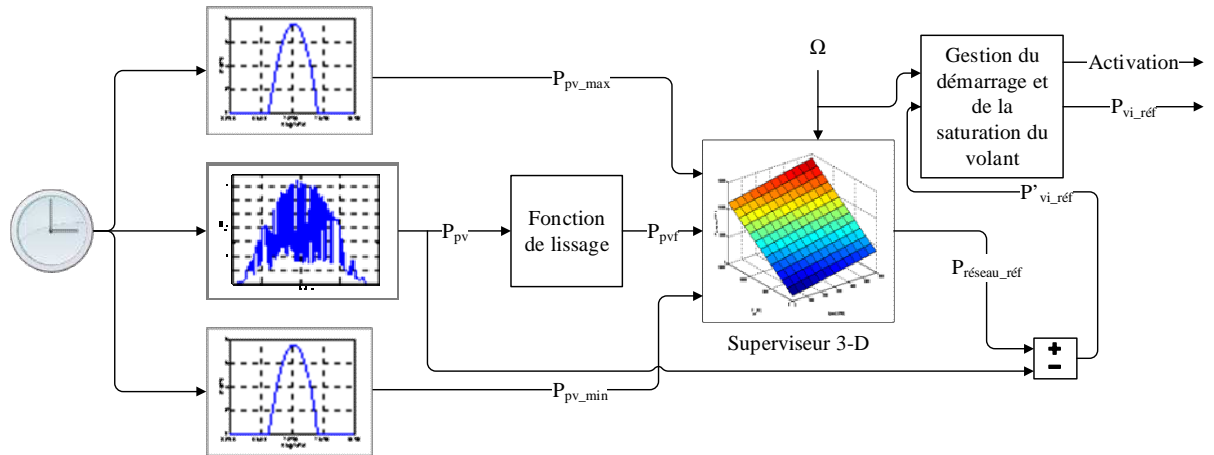 P_pv_max
Ω
Gestion du
démarrage et
de la
saturation du
volant
Activation
P_vi_réf
P_pv
Fonction
de lissage
P_pvf
P'_vi_réf
P_réseau_réf
Superviseur 3-D
+
−
P_pv_min